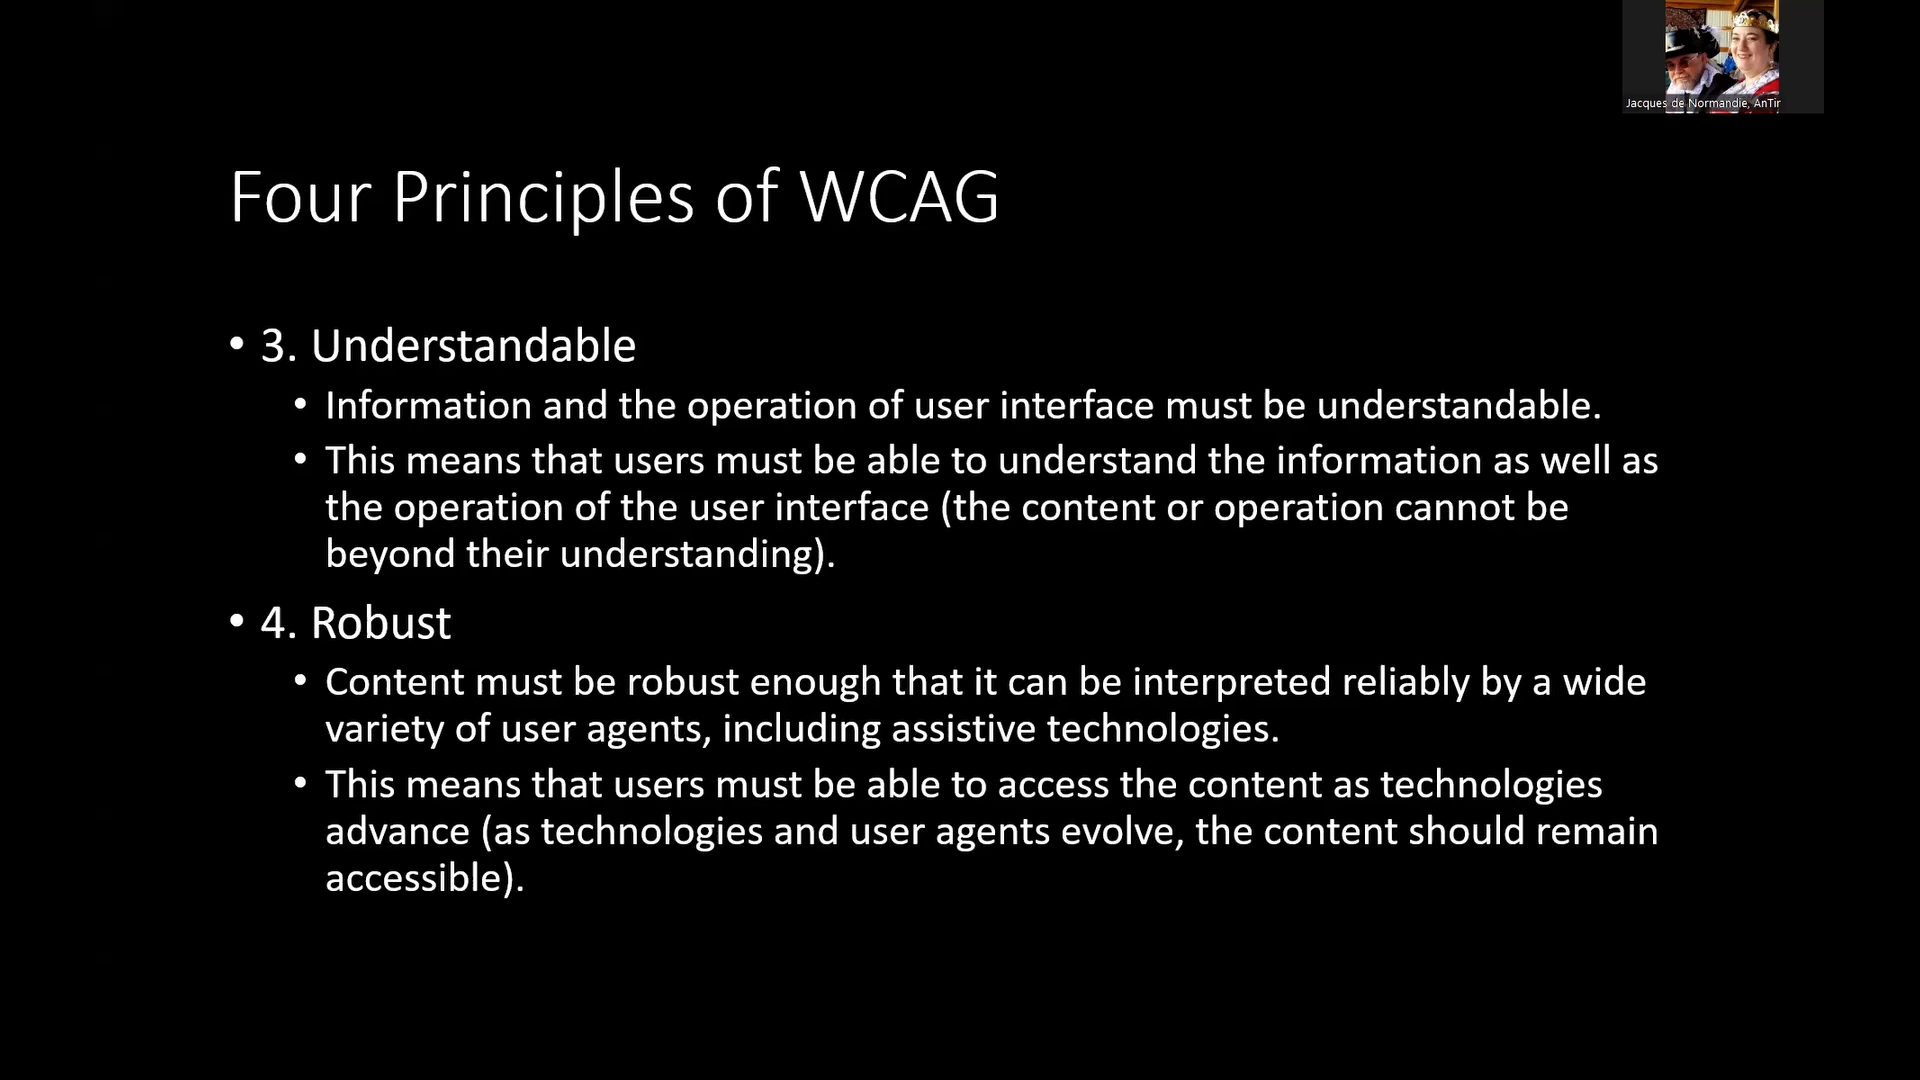 Jacques de Normandie, AnTir
Four Principles of WCAG
• 3. Understandable
• Information and the operation of user interface must be understandable.
• This means that users must be able to understand the information as well as
the operation of the user interface (the content or operation cannot be
beyond their understanding).
• 4. Robust
• Content must be robust enough that it can be interpreted reliably by a wide
variety of user agents, including assistive technologies.
• This means that users must be able to access the content as technologies
advance (as technologies and user agents evolve, the content should remain
accessible).